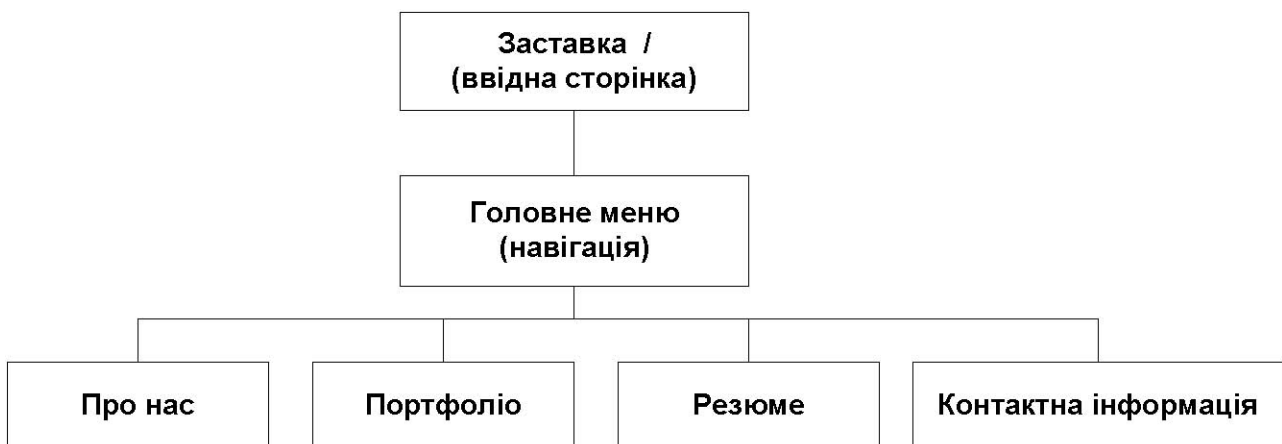 Заставка /
(ввідна сторінка)
Головне меню
(навігація)
Про нас
Портфоліо
Резюме
Контактна інформація